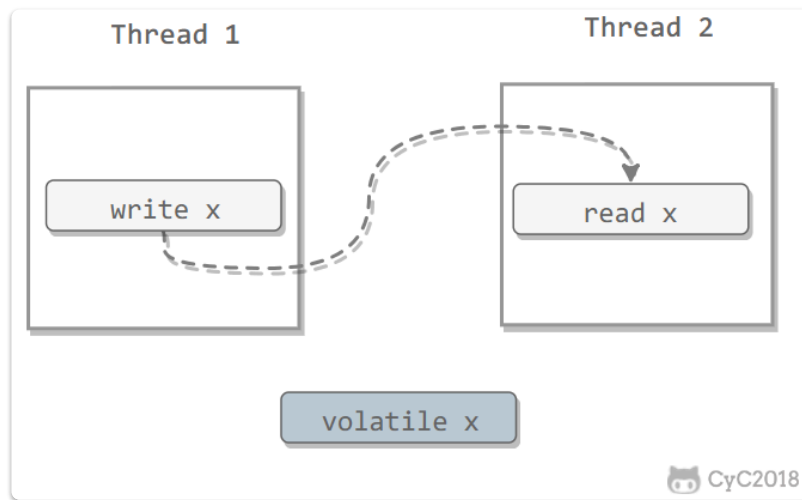 Thread 1
Thread 2
write x
read x
volatile x
CyC2018